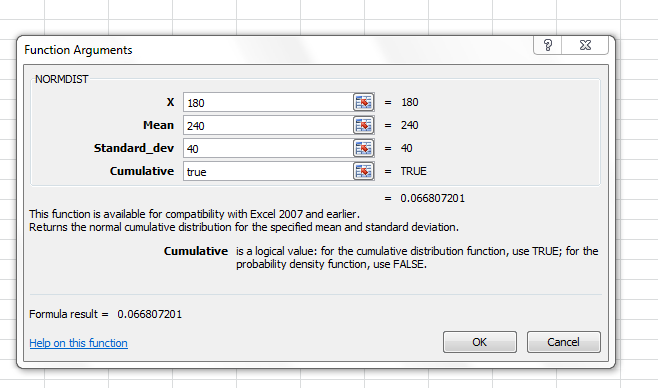 Function Arguments
NORMDIST
X 180 = 180
Mean 240 = 240
Standard_dev 40 = 40
Cumulative true = TRUE
= 0.066807201
This function is available for compatibility with Excel 2007 and earlier.
Returns the normal cumulative distribution for the specified mean and standard deviation.
Cumulative is a logical value: for the cumulative distribution function, use TRUE; for the
probability density function, use FALSE.
Formula result = 0.066807201
Help on this function
OK Cancel